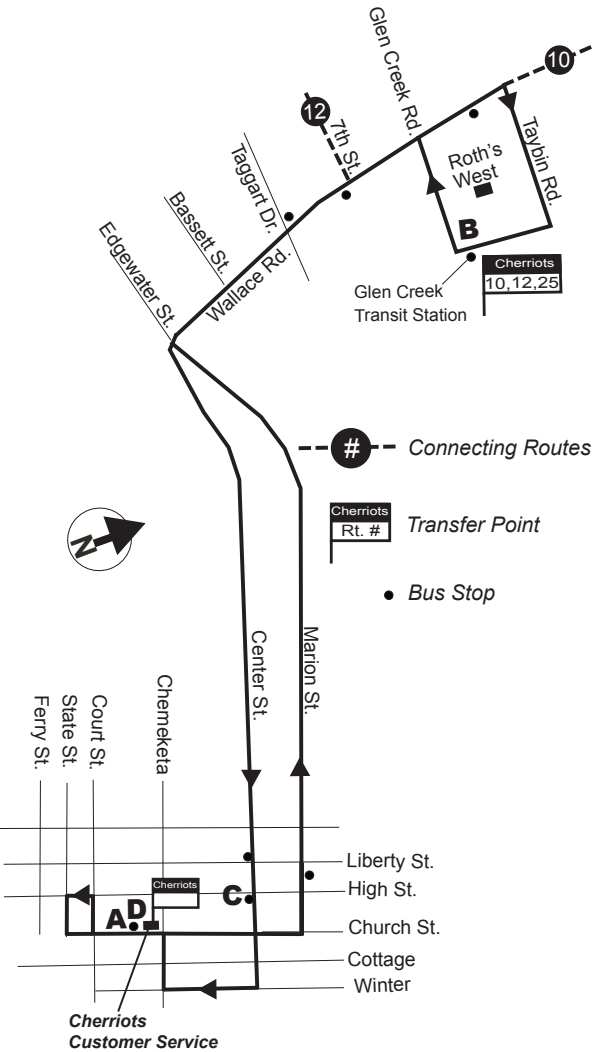 Glen Creek Rd.
10
12
7th St.
Taybin Rd.
Roth's
West
Taggart Dr.
Bassett St.
Wallace Rd.
Edgewater St.
B
Cherriots
10,12,25
Glen Creek
Transit Station
#
Connecting Routes
Cherriots
Rt. #
Transfer Point
N
Bus Stop
Center St.
Marion St.
Ferry St.
State St.
Court St.
Chemeketa
Liberty St.
Cherriots
High St.
C
A
D
Church St.
Cottage
Winter
Cherriots
Customer Service